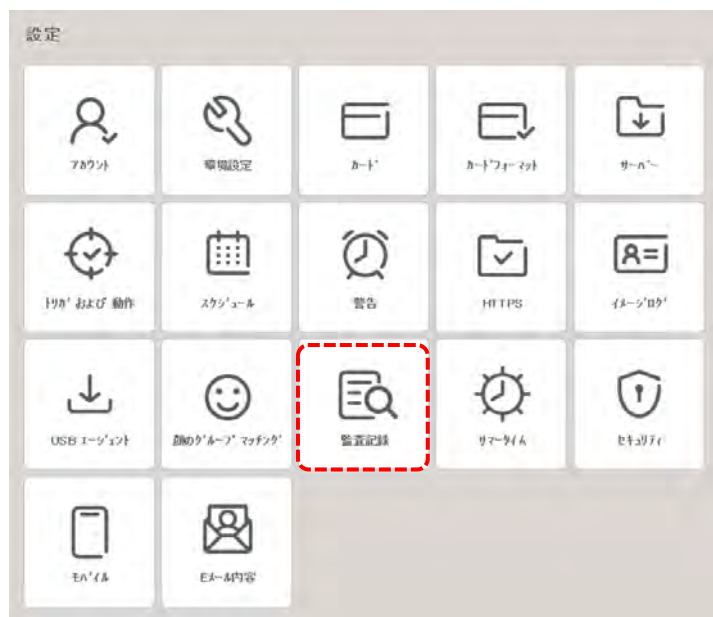 設定
ｱｶｳﾝﾄ
環境設定
ｶｰﾄﾞ
ｶｰﾄﾞﾌｫｰﾏｯﾄ
ｻｰﾊﾞｰ
ﾄﾘｶﾞ および 動作
ｽｹｼﾞｭｰﾙ
警告
HTTPS
ｲﾒｰｼﾞﾛｸﾞ
USB ｴｰｼﾞｪﾝﾄ
顔のｸﾞﾙｰﾌﾟ ﾏｯﾁﾝｸﾞ
監査記録
ｻﾏｰﾀｲﾑ
ｾｷｭﾘﾃｨ
ﾓﾊﾞｲﾙ
Eﾒｰﾙ内容